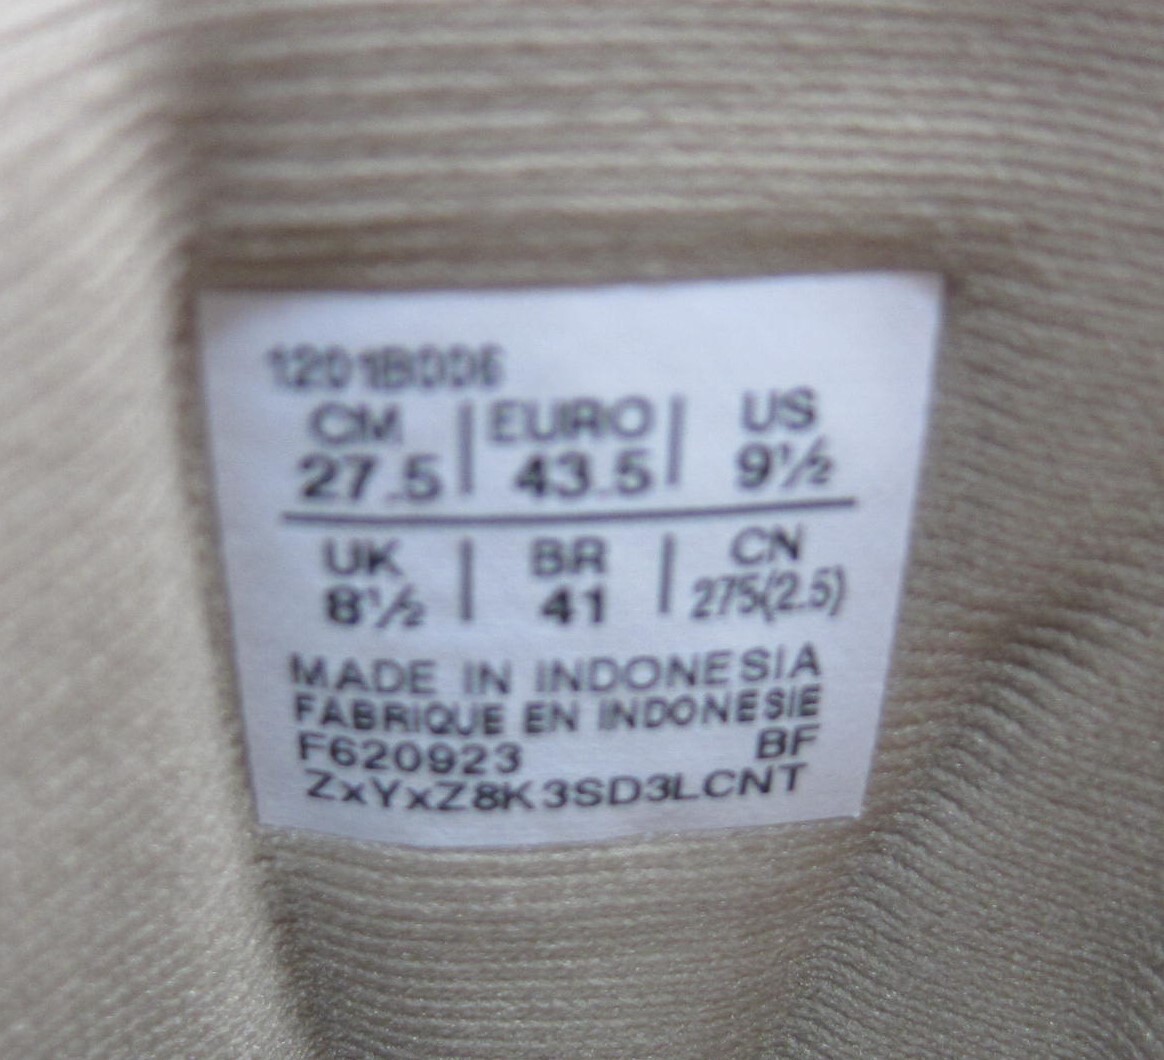 1201B006
CM | EURO | US
27.5 | 43.5 | 9½
UK | BR | CN
8½ | 41 | 275(2.5)
MADE IN INDONESIA
FABRIQUE EN INDONESIE
F620923 BF
ZxYxZ8K3SD3LCNT